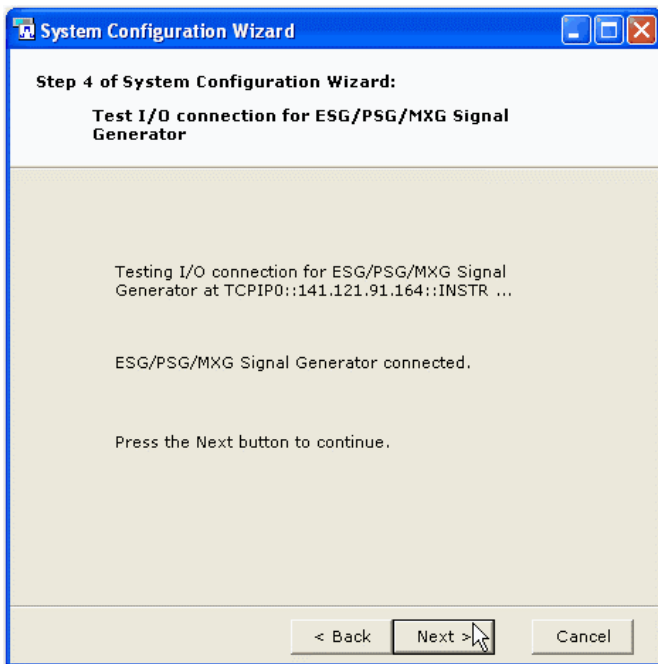 System Configuration Wizard
Step 4 of System Configuration Wizard:
Test I/O connection for ESG/PSG/MXG Signal
Generator
Testing I/O connection for ESG/PSG/MXG Signal
Generator at TCPIP0::141.121.91.164::INSTR ...
ESG/PSG/MXG Signal Generator connected.
Press the Next button to continue.
< Back
Next >
Cancel